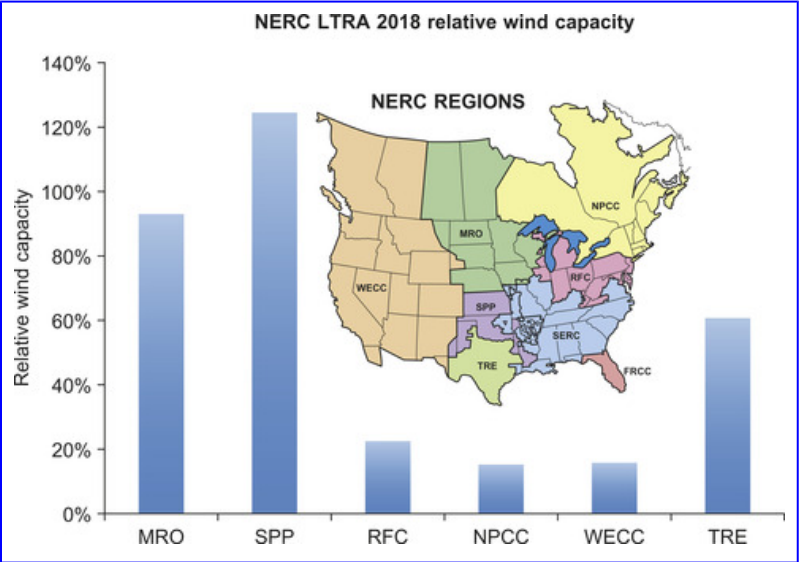 NERC LTRA 2018 relative wind capacity
140%
120%
100%
80%
60%
40%
20%
0%
Relative wind capacity
NERC REGIONS
NPCC
MRO
RFC
WECC
SPP
SERC
TRE
FRCC
MRO SPP RFC NPCC WECC TRE